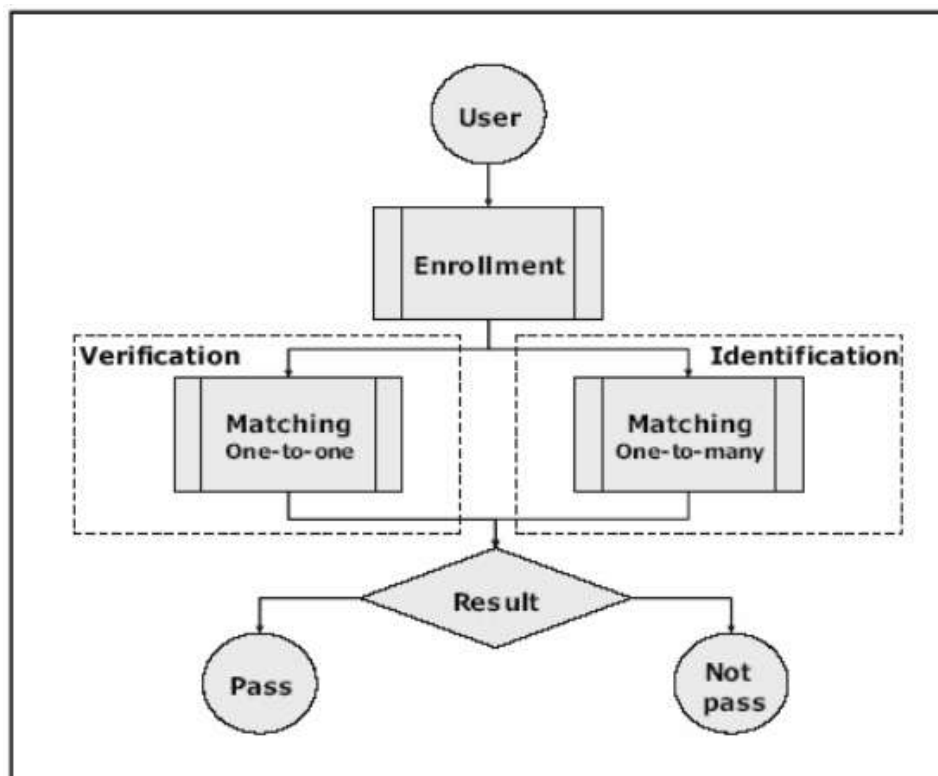 User
Enrollment
Verification
Identification
Matching
One-to-one
Matching
One-to-many
Result
Pass
Not
pass